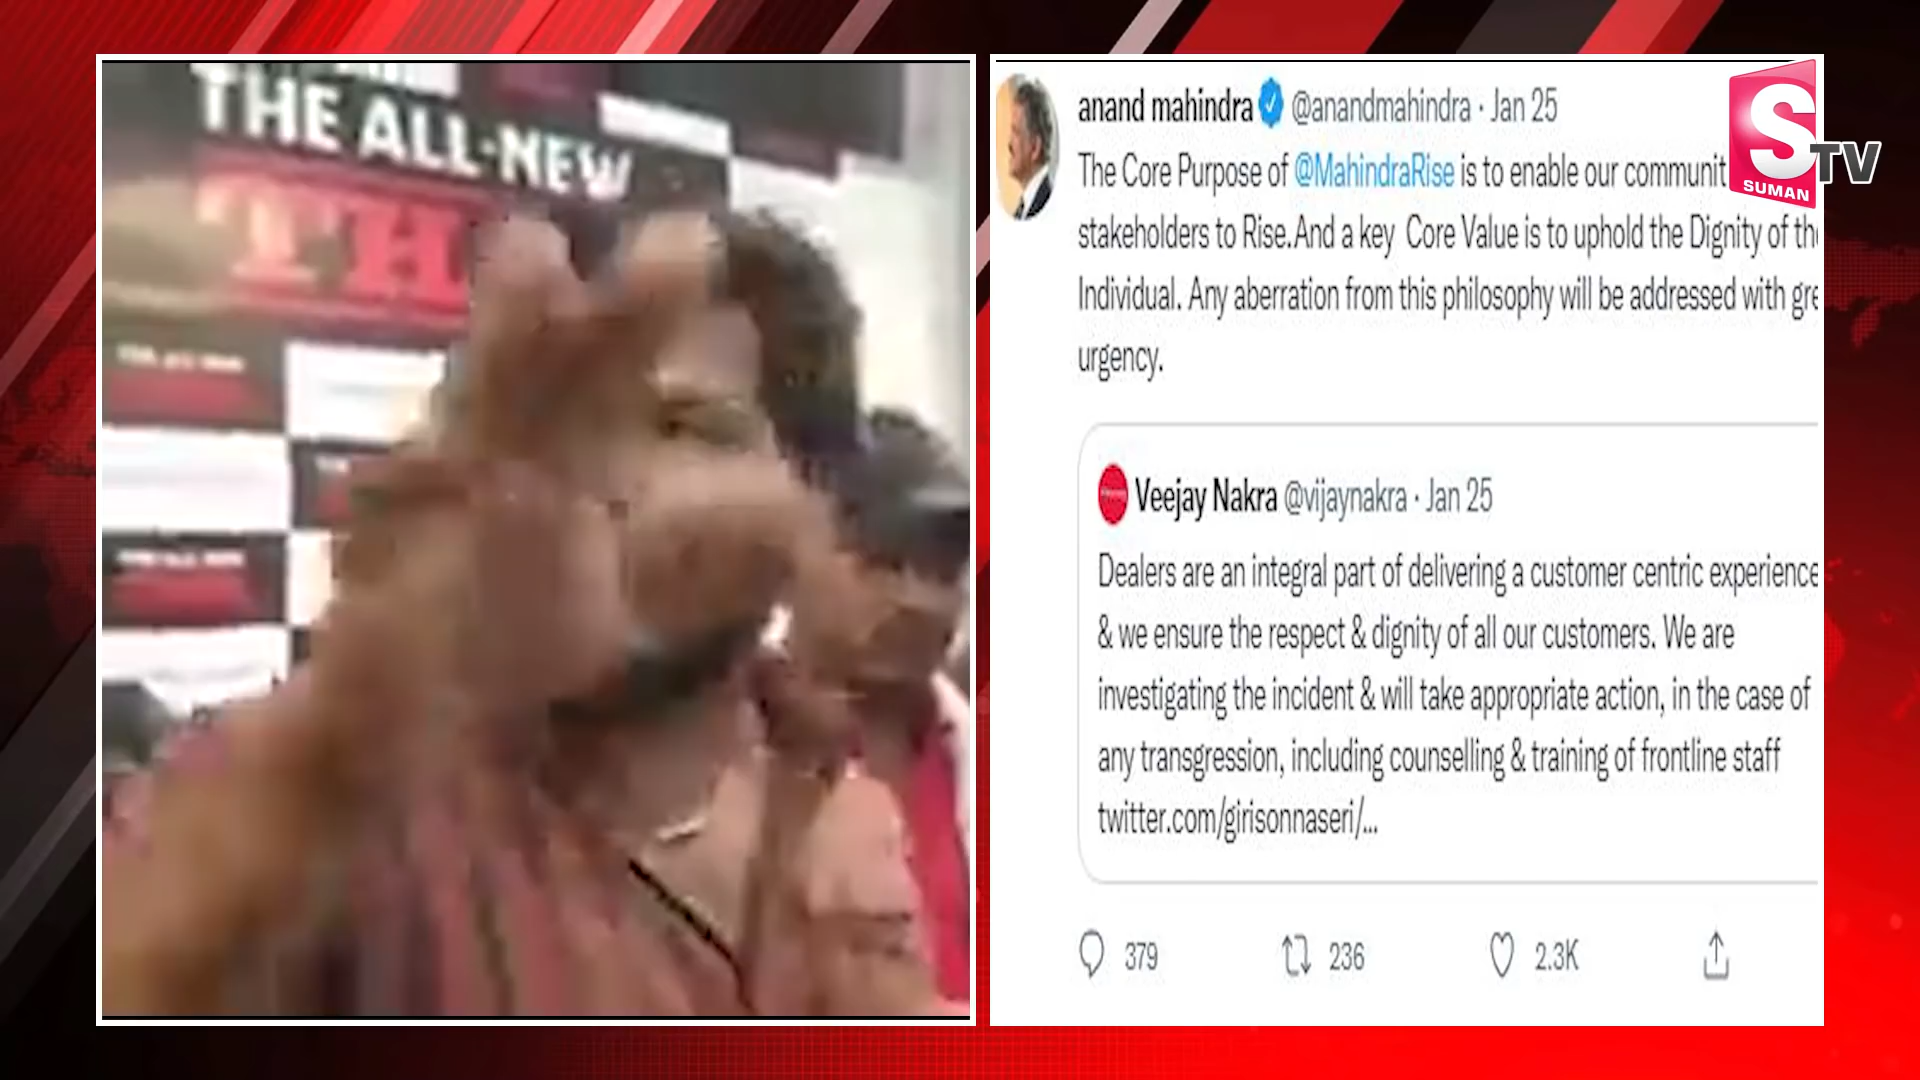 THE ALL-NEW
TH
anand mahindra @anandmahindra · Jan 25
The Core Purpose of @MahindraRise is to enable our communit
stakeholders to Rise.And a key Core Value is to uphold the Dignity of the
Individual. Any aberration from this philosophy will be addressed with gre
urgency.
Veejay Nakra @vijaynakra · Jan 25
Dealers are an integral part of delivering a customer centric experience
& we ensure the respect & dignity of all our customers. We are
investigating the incident & will take appropriate action, in the case of
any transgression, including counselling & training of frontline staff
twitter.com/girisonnaseri/...
379 236 2.3K
S TV
SUMAN